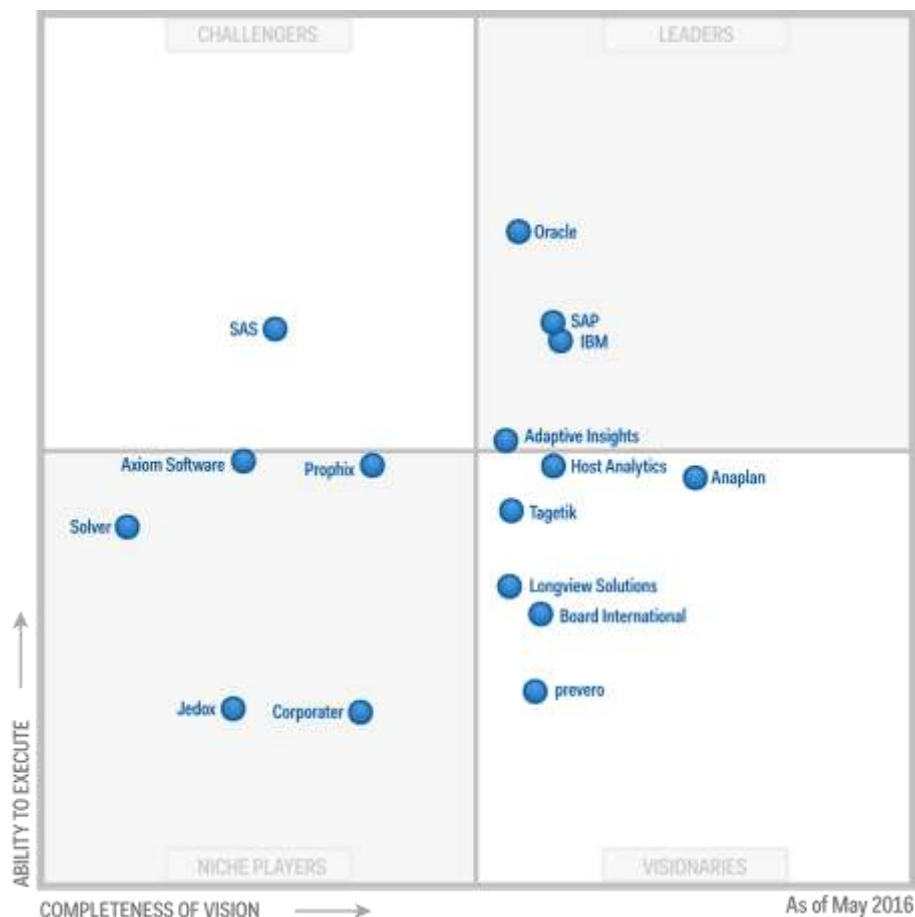 CHALLENGERS
LEADERS
Oracle
SAS
SAP
IBM
Adaptive Insights
Axiom Software
Prophix
Host Analytics
Anaplan
Solver
Tagetik
Longview Solutions
Board International
prevero
Jedox
Corporater
ABILITY TO EXECUTE
NICHE PLAYERS
VISIONARIES
COMPLETENESS OF VISION
As of May 2016